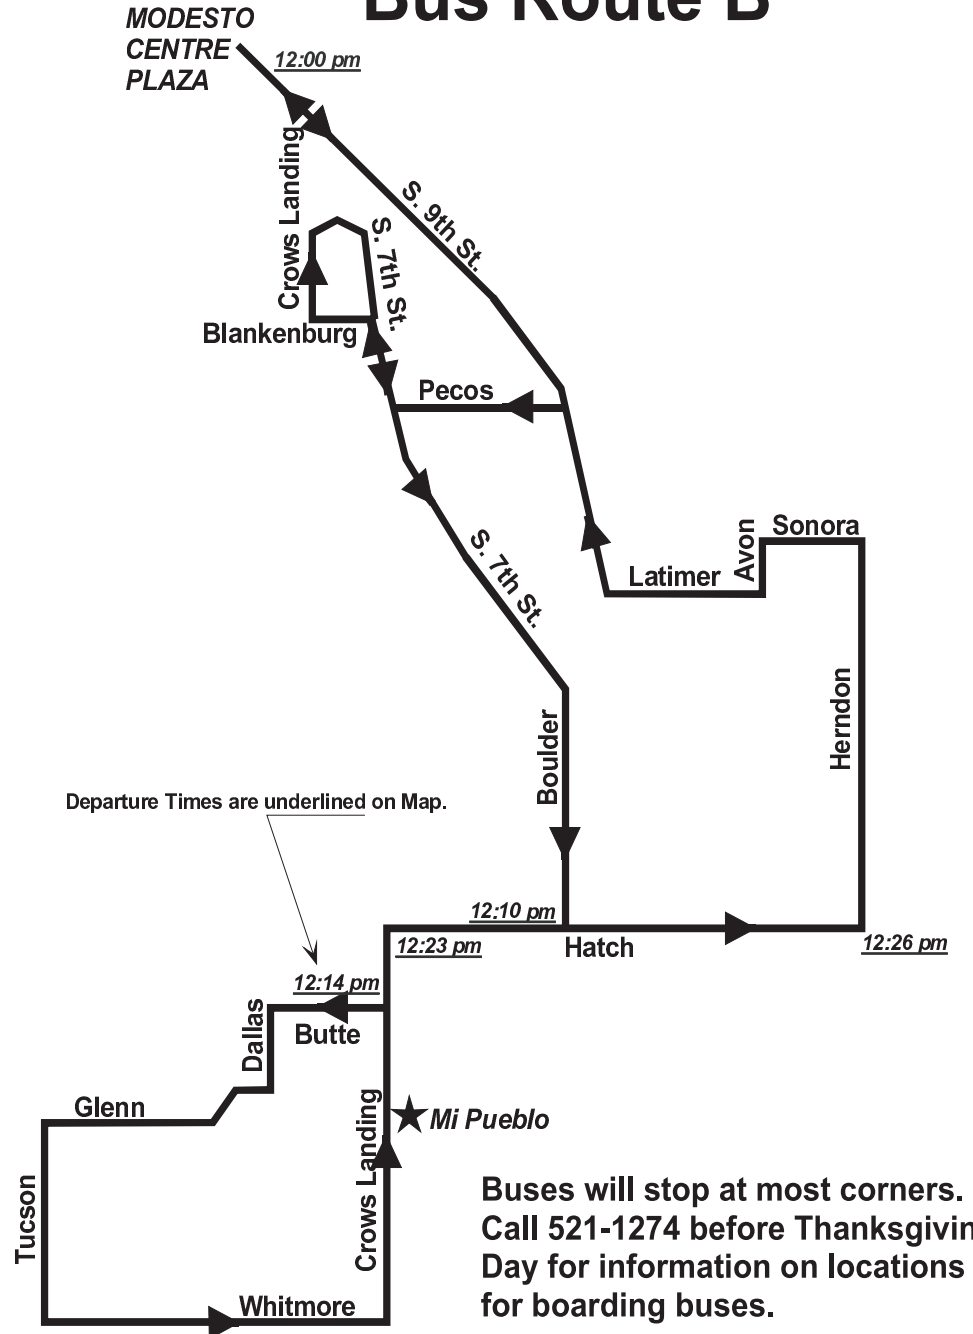 Bus Route B
MODESTO
CENTRE
PLAZA
12:00 pm
Crows Landing
S. 9th St.
S. 7th St.
Blankenburg
Pecos
S. 7th St.
Sonora
Avon
Latimer
Herndon
Boulder
Departure Times are underlined on Map.
12:10 pm
12:23 pm
Hatch
12:26 pm
12:14 pm
Dallas
Butte
Glenn
Crows Landing
Mi Pueblo
Tucson
Whitmore
Buses will stop at most corners.
Call 521-1274 before Thanksgivin
Day for information on locations
for boarding buses.